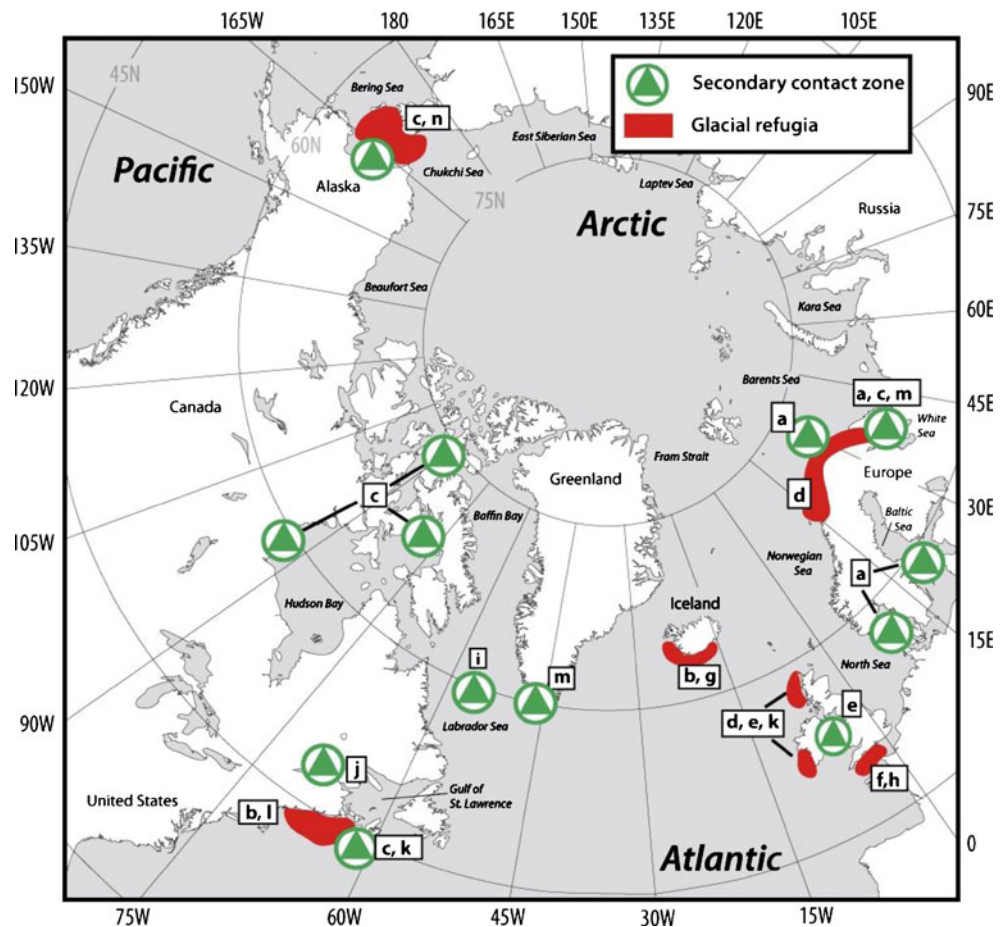 165W
180
165E
150E
135E
120E
105E
150W
45N
Bering Sea
Secondary contact zone
90E
c, n
East Siberian Sea
Glacial refugia
60N
Pacific
Alaska
Chukchi Sea
Laptev Sea
75N
75E
Russia
135W
Arctic
Beaufort Sea
Kara Sea
60E
120W
Barents Sea
a, c, m
45E
Canada
a
White
Sea
Fram Strait
Greenland
Europe
c
Baffin Bay
d
Baltic
Sea
30E
105W
Norwegian
Sea
a
Hudson Bay
Iceland
15E
i
m
b, g
North Sea
90W
Labrador Sea
d, e, k
e
j
f,h
United States
b, l
Gulf of
St. Lawrence
c, k
Atlantic
0
75W
60W
45W
30W
15W